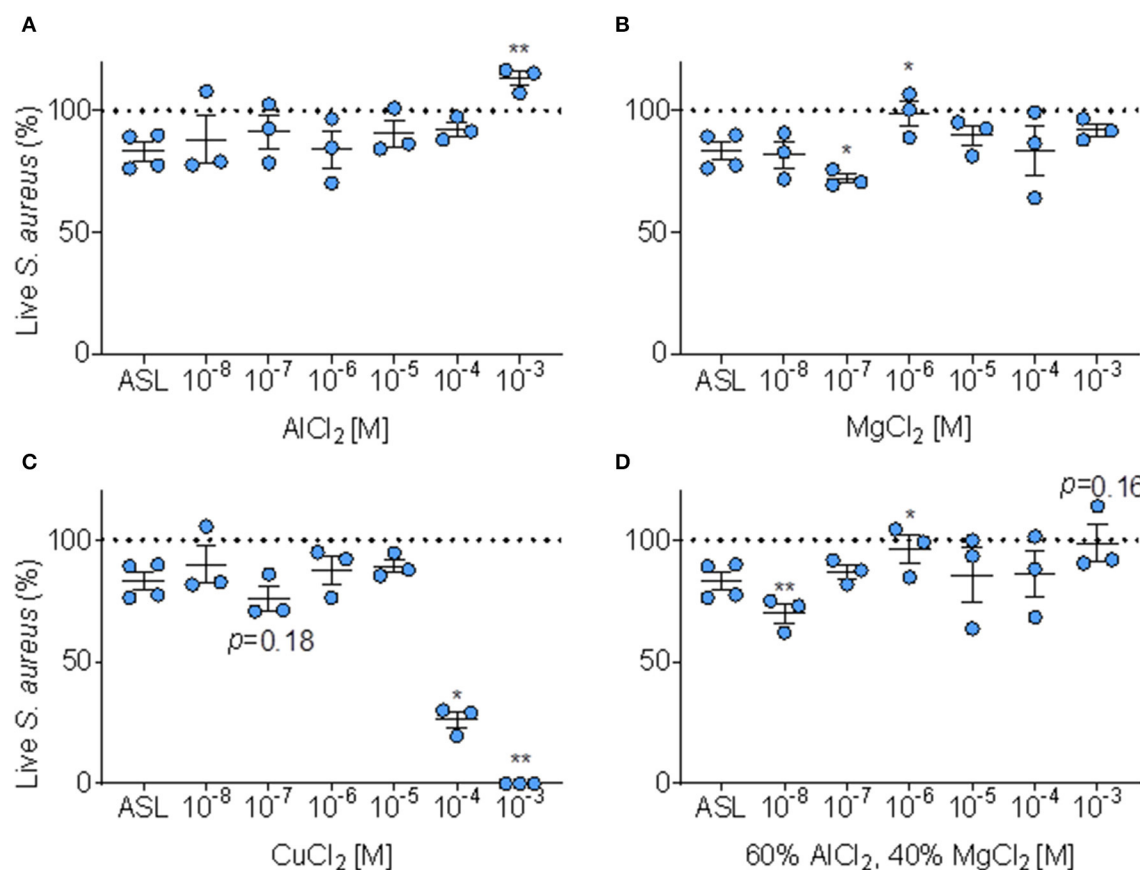 A
Live S. aureus (%)
100
50
0
**
ASL 10⁻⁸ 10⁻⁷ 10⁻⁶ 10⁻⁵ 10⁻⁴ 10⁻³
AlCl₂ [M]
B
100
50
0
*
*
ASL 10⁻⁸ 10⁻⁷ 10⁻⁶ 10⁻⁵ 10⁻⁴ 10⁻³
MgCl₂ [M]
C
Live S. aureus (%)
100
50
0
p=0.18
*
**
ASL 10⁻⁸ 10⁻⁷ 10⁻⁶ 10⁻⁵ 10⁻⁴ 10⁻³
CuCl₂ [M]
D
p=0.16
100
50
0
*
**
ASL 10⁻⁸ 10⁻⁷ 10⁻⁶ 10⁻⁵ 10⁻⁴ 10⁻³
60% AlCl₂, 40% MgCl₂ [M]